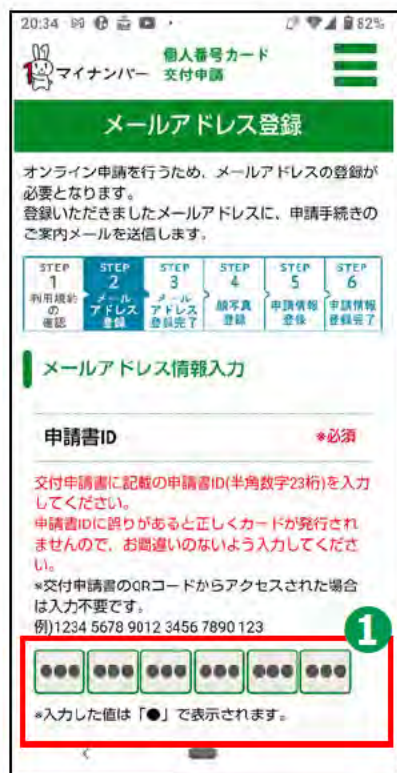 20:34 82%
マイナンバー 個人番号カード
交付申請
メールアドレス登録
オンライン申請を行うため、メールアドレスの登録が
必要となります。
登録いただきましたメールアドレスに、申請手続きの
ご案内メールを送信します。
STEP STEP STEP STEP STEP STEP
1 2 3 4 5 6
利用規約の確認 メールアドレス登録 メールアドレス登録完了 顔写真登録 申請情報登録 申請情報登録完了
メールアドレス情報入力
申請書ID *必須
交付申請書に記載の申請書ID(半角数字23桁)を入力
してください。
申請書IDに誤りがあると正しくカードが発行され
ませんので、お間違いのないよう入力してくださ
い。
*交付申請書のQRコードからアクセスされた場合
は入力不要です。
例)1234 5678 9012 3456 7890 123
1
●●● ●●● ●●● ●●● ●●● ●●●
*入力した値は「●」で表示されます。